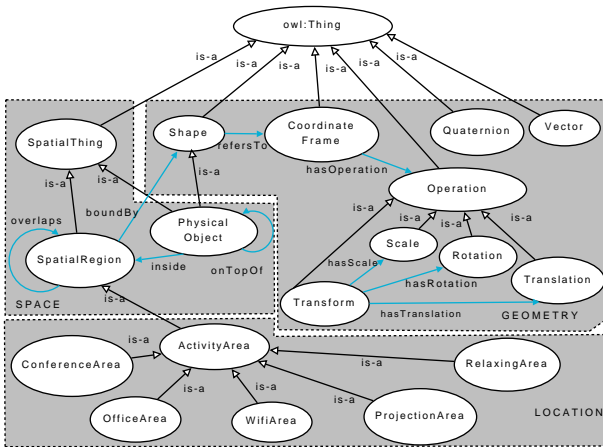 owl:Thing
is-a
is-a
is-a
is-a
is-a
is-a
SpatialThing
Shape
refersTo
Coordinate
Frame
Quaternion
Vector
hasOperation
is-a
is-a
is-a
Operation
overlaps
boundBy
Physical
Object
is-a
is-a
is-a
is-a
Scale
SpatialRegion
inside
onTopOf
hasScale
Rotation
Translation
hasRotation
Transform
SPACE
is-a
hasTranslation
GEOMETRY
ActivityArea
is-a
ConferenceArea
is-a
RelaxingArea
is-a
is-a
is-a
OfficeArea
WifiArea
ProjectionArea
LOCATION